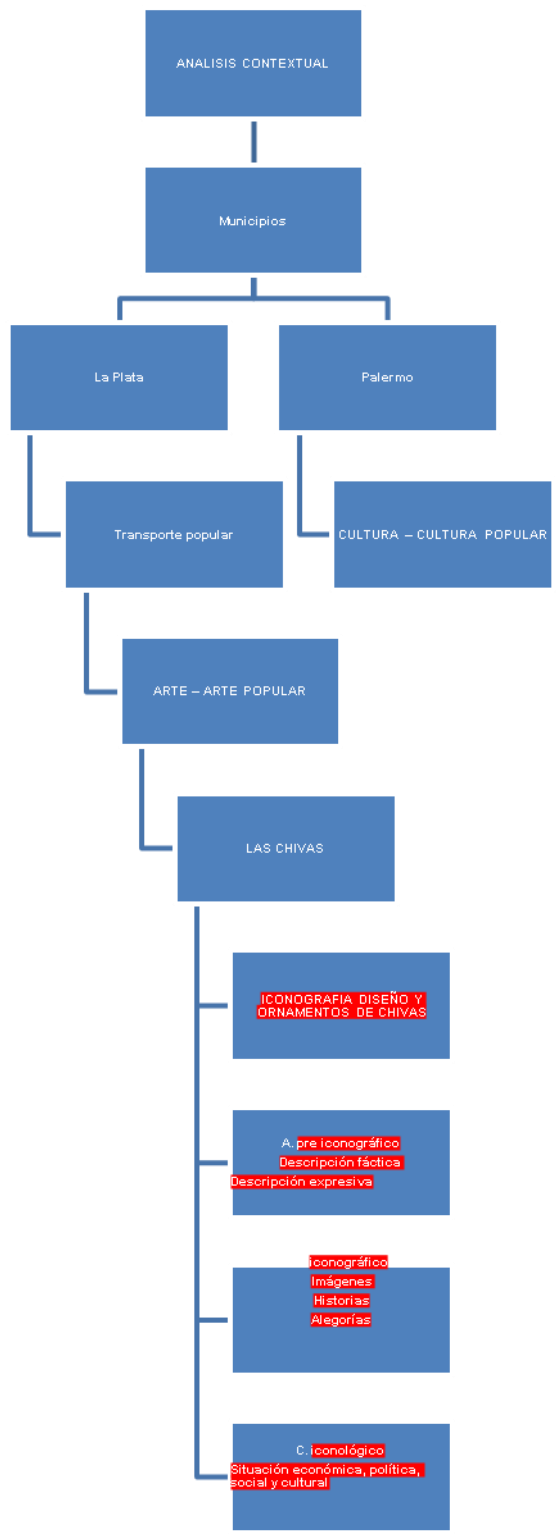 ANALISIS CONTEXTUAL
Municipios
La Plata
Palermo
Transporte popular
CULTURA – CULTURA POPULAR
ARTE – ARTE POPULAR
LAS CHIVAS
ICONOGRAFIA DISEÑO Y
ORNAMENTOS DE CHIVAS
A. pre iconográfico
Descripción fáctica
Descripción expresiva
iconográfico
Imágenes
Historias
Alegorías
C. iconológico
Situación económica, política,
social y cultural